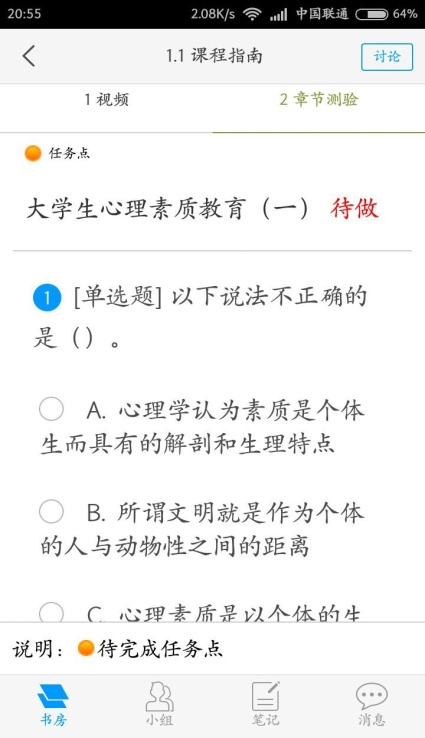 20:55 2.08K/s 中国联通 64%
1.1 课程指南 讨论
1 视频 2 章节测验
任务点
大学生心理素质教育（一） 待做
1 [单选题] 以下说法不正确的
是（）。
A. 心理学认为素质是个体
生而具有的解剖和生理特点
B. 所谓文明就是作为个体
的人与动物性之间的距离
C. 心理素质是以个体的生
说明： 待完成任务点
书房 小组 笔记 消息